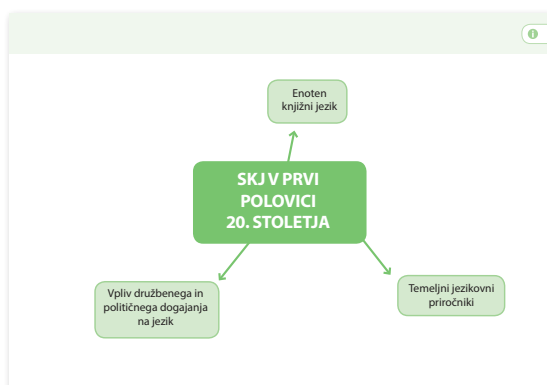 Enoten
knjižni jezik
SKJ V PRVI
POLOVICI
20. STOLETJA
Vpliv družbenega in
političnega dogajanja
na jezik
Temeljni jezikovni
priročniki